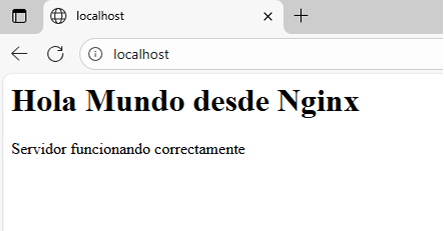 localhost
localhost
Hola Mundo desde Nginx
Servidor funcionando correctamente